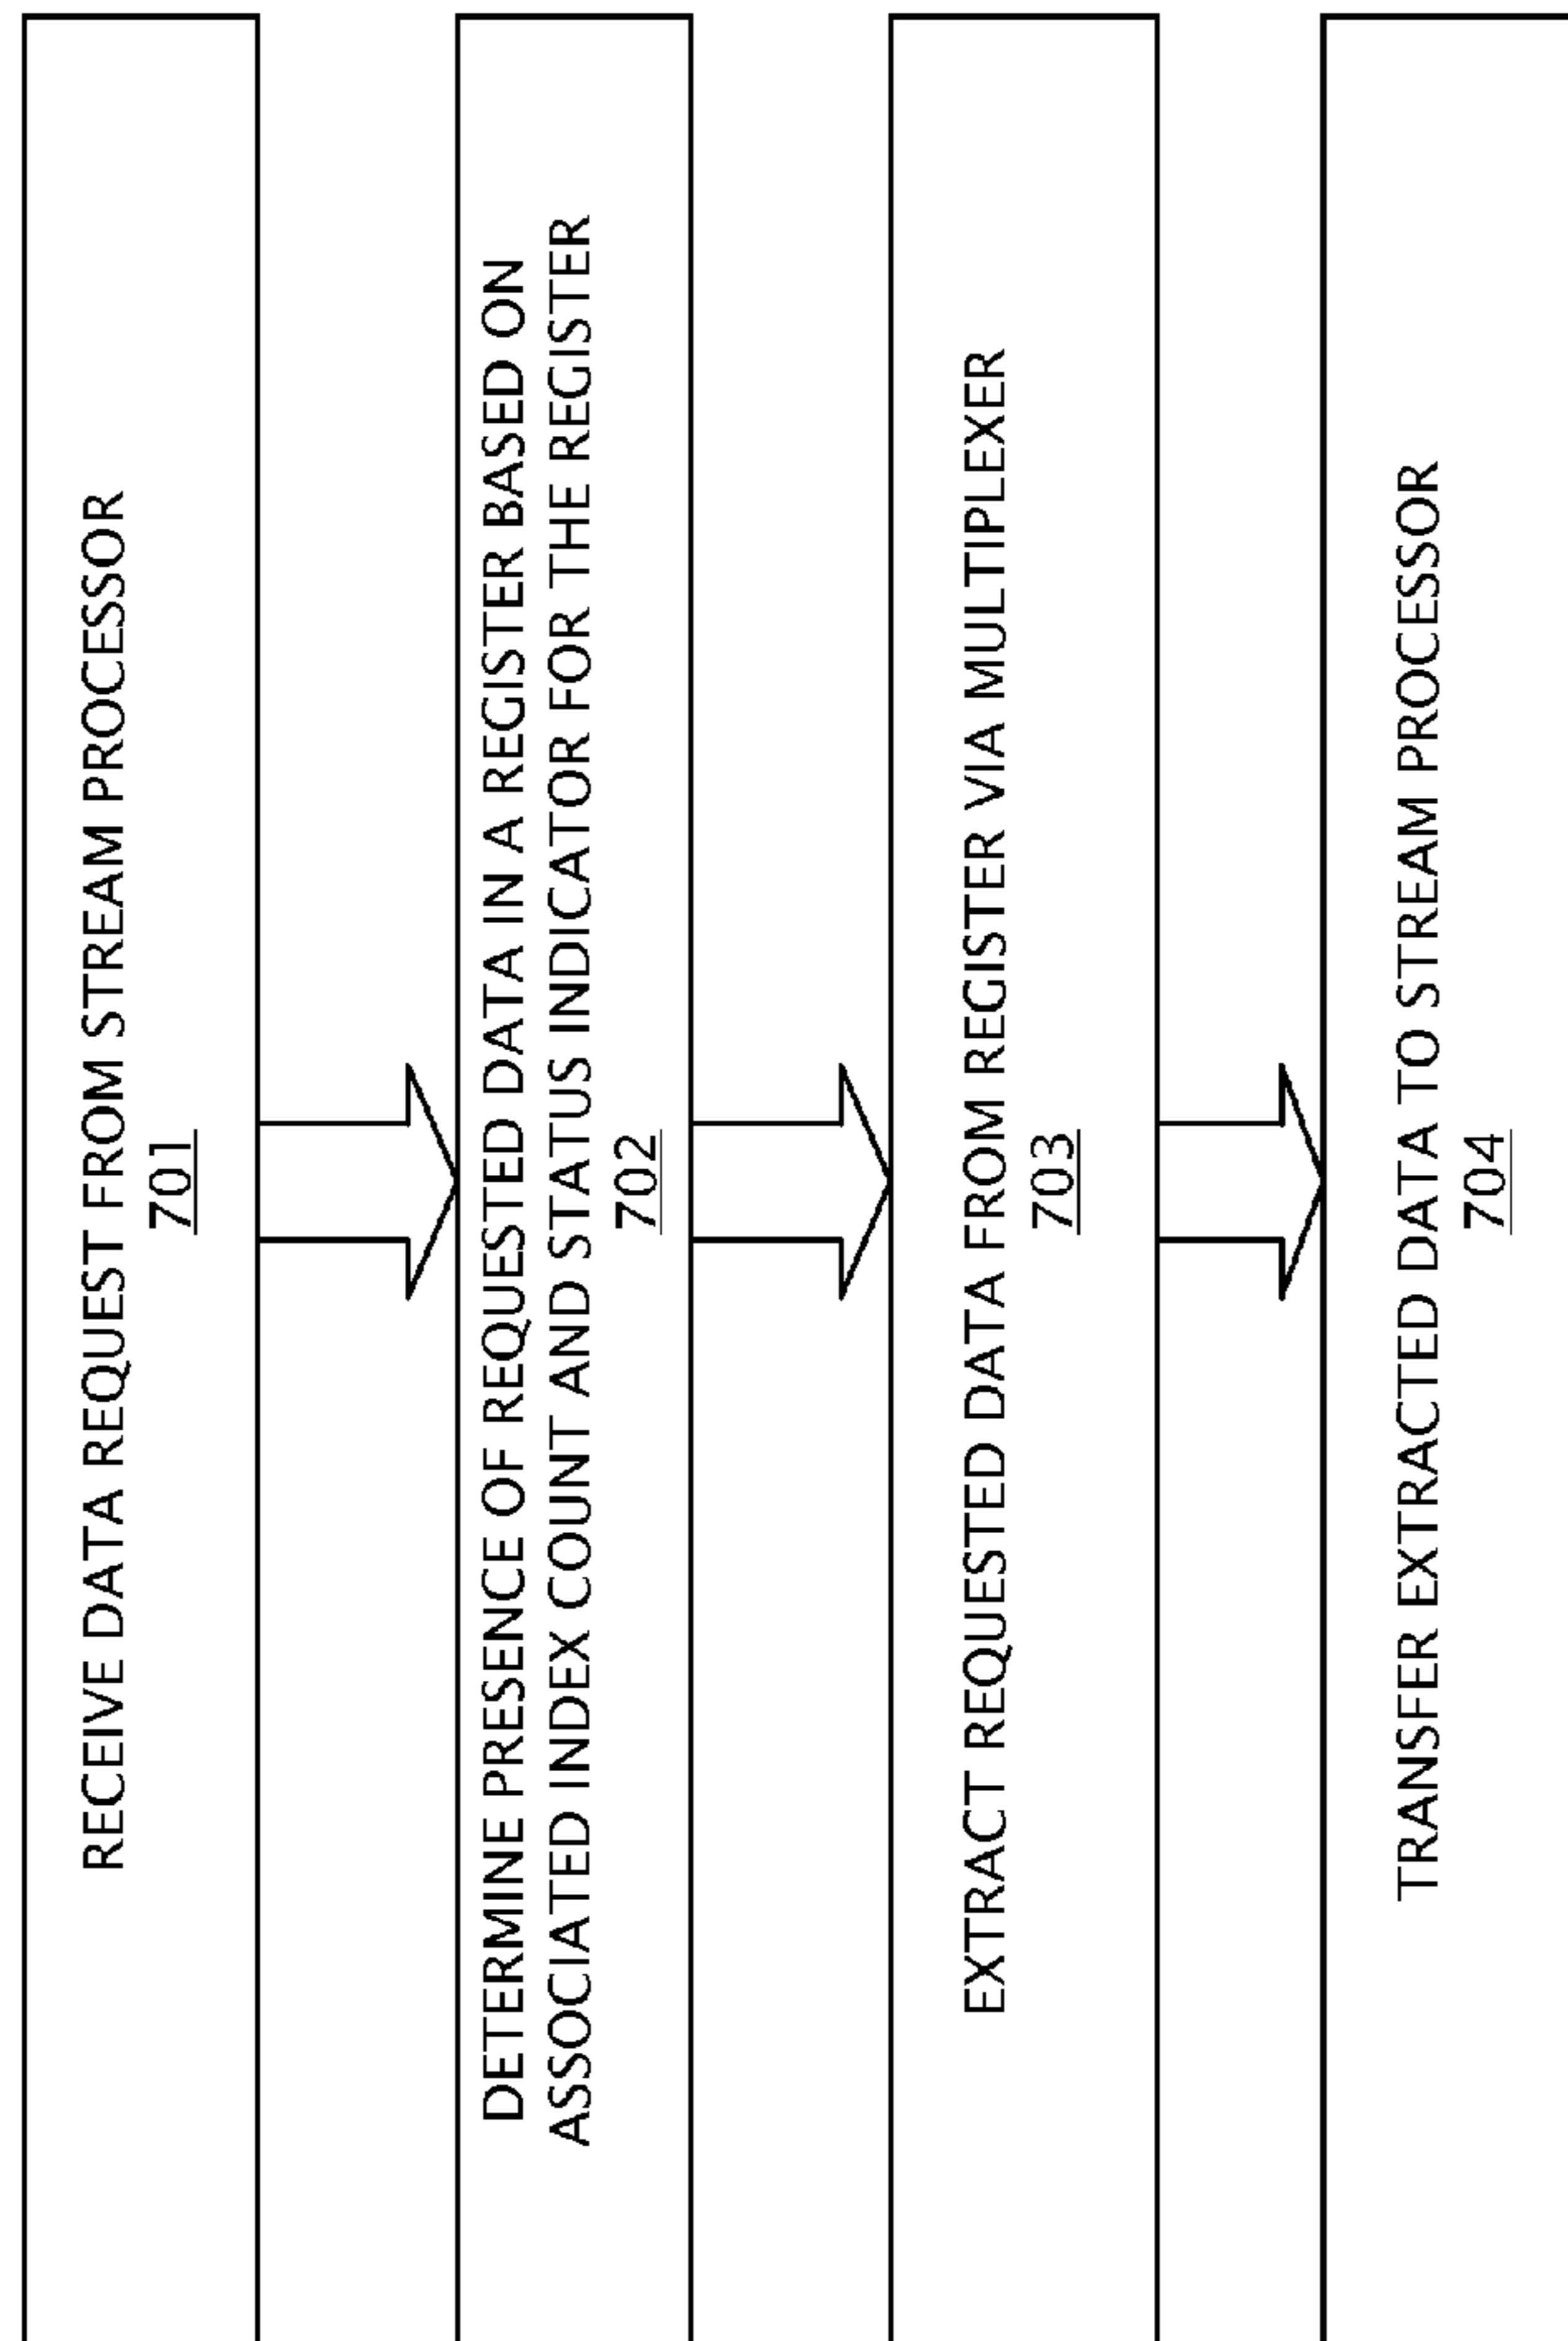 RECEIVE DATA REQUEST FROM STREAM PROCESSOR
701
DETERMINE PRESENCE OF REQUESTED DATA IN A REGISTER BASED ON
ASSOCIATED INDEX COUNT AND STATUS INDICATOR FOR THE REGISTER
702
EXTRACT REQUESTED DATA FROM REGISTER VIA MULTIPLEXER
703
TRANSFER EXTRACTED DATA TO STREAM PROCESSOR
704